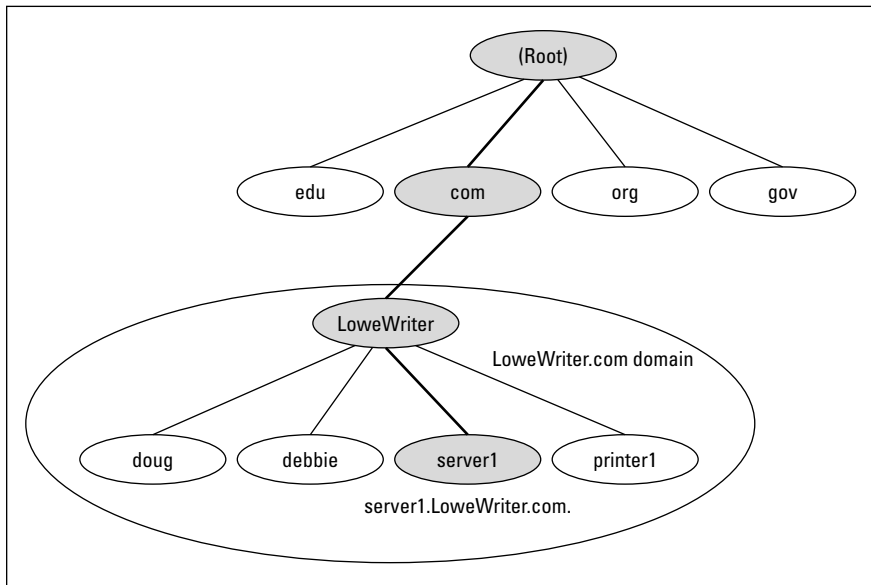 (Root)
edu
com
org
gov
LoweWriter
LoweWriter.com domain
doug
debbie
server1
printer1
server1.LoweWriter.com.